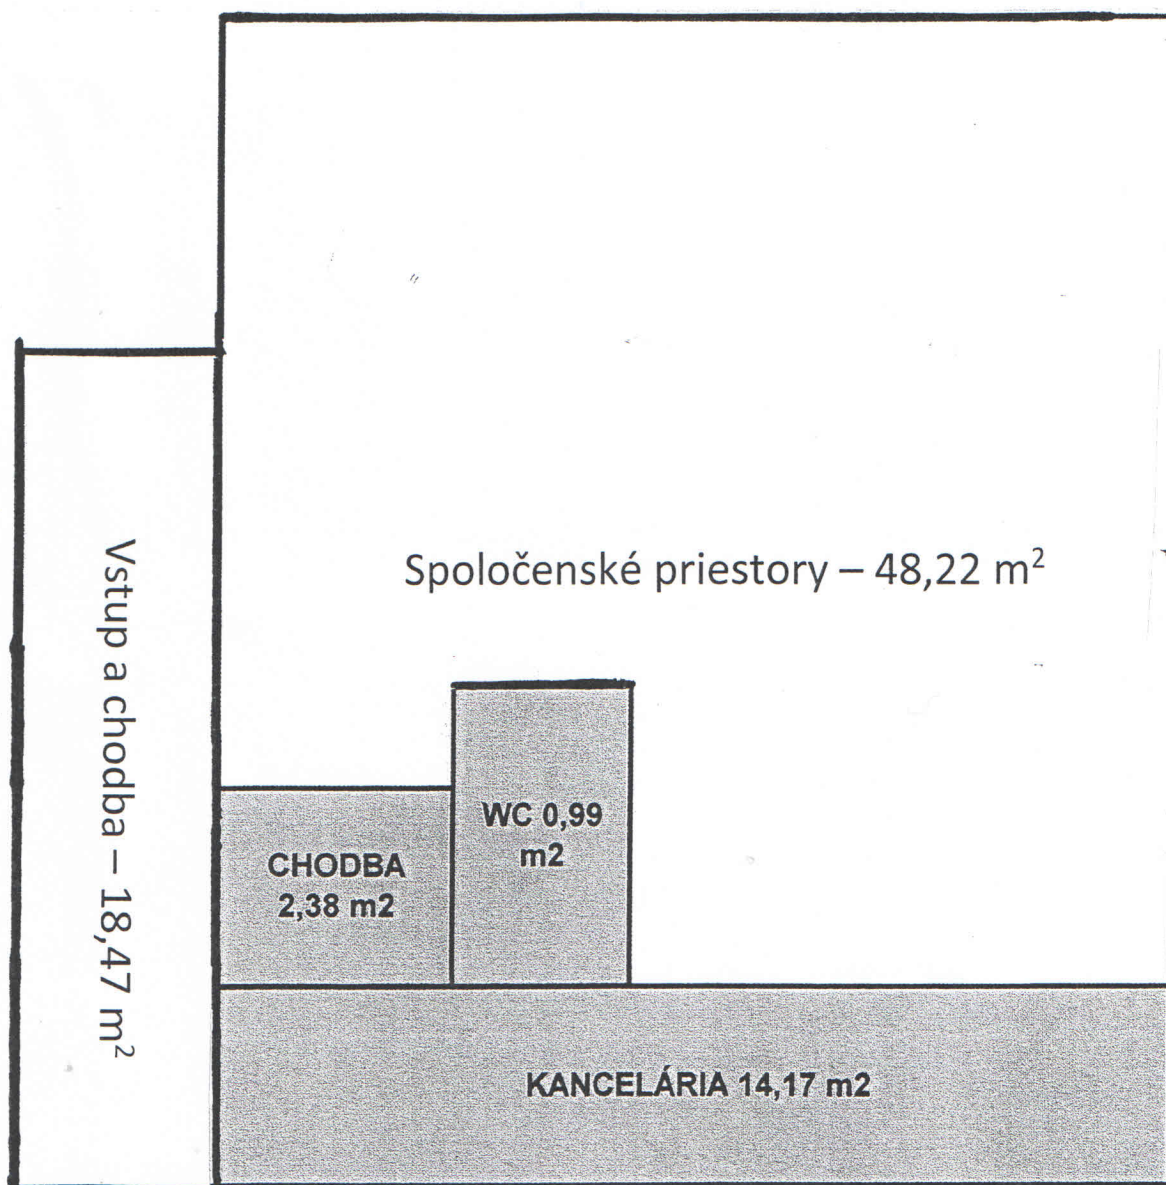 Spoločenské priestory – 48,22 m²
Vstup a chodba – 18,47 m²
WC 0,99
m2
CHODBA
2,38 m2
KANCELÁRIA 14,17 m2